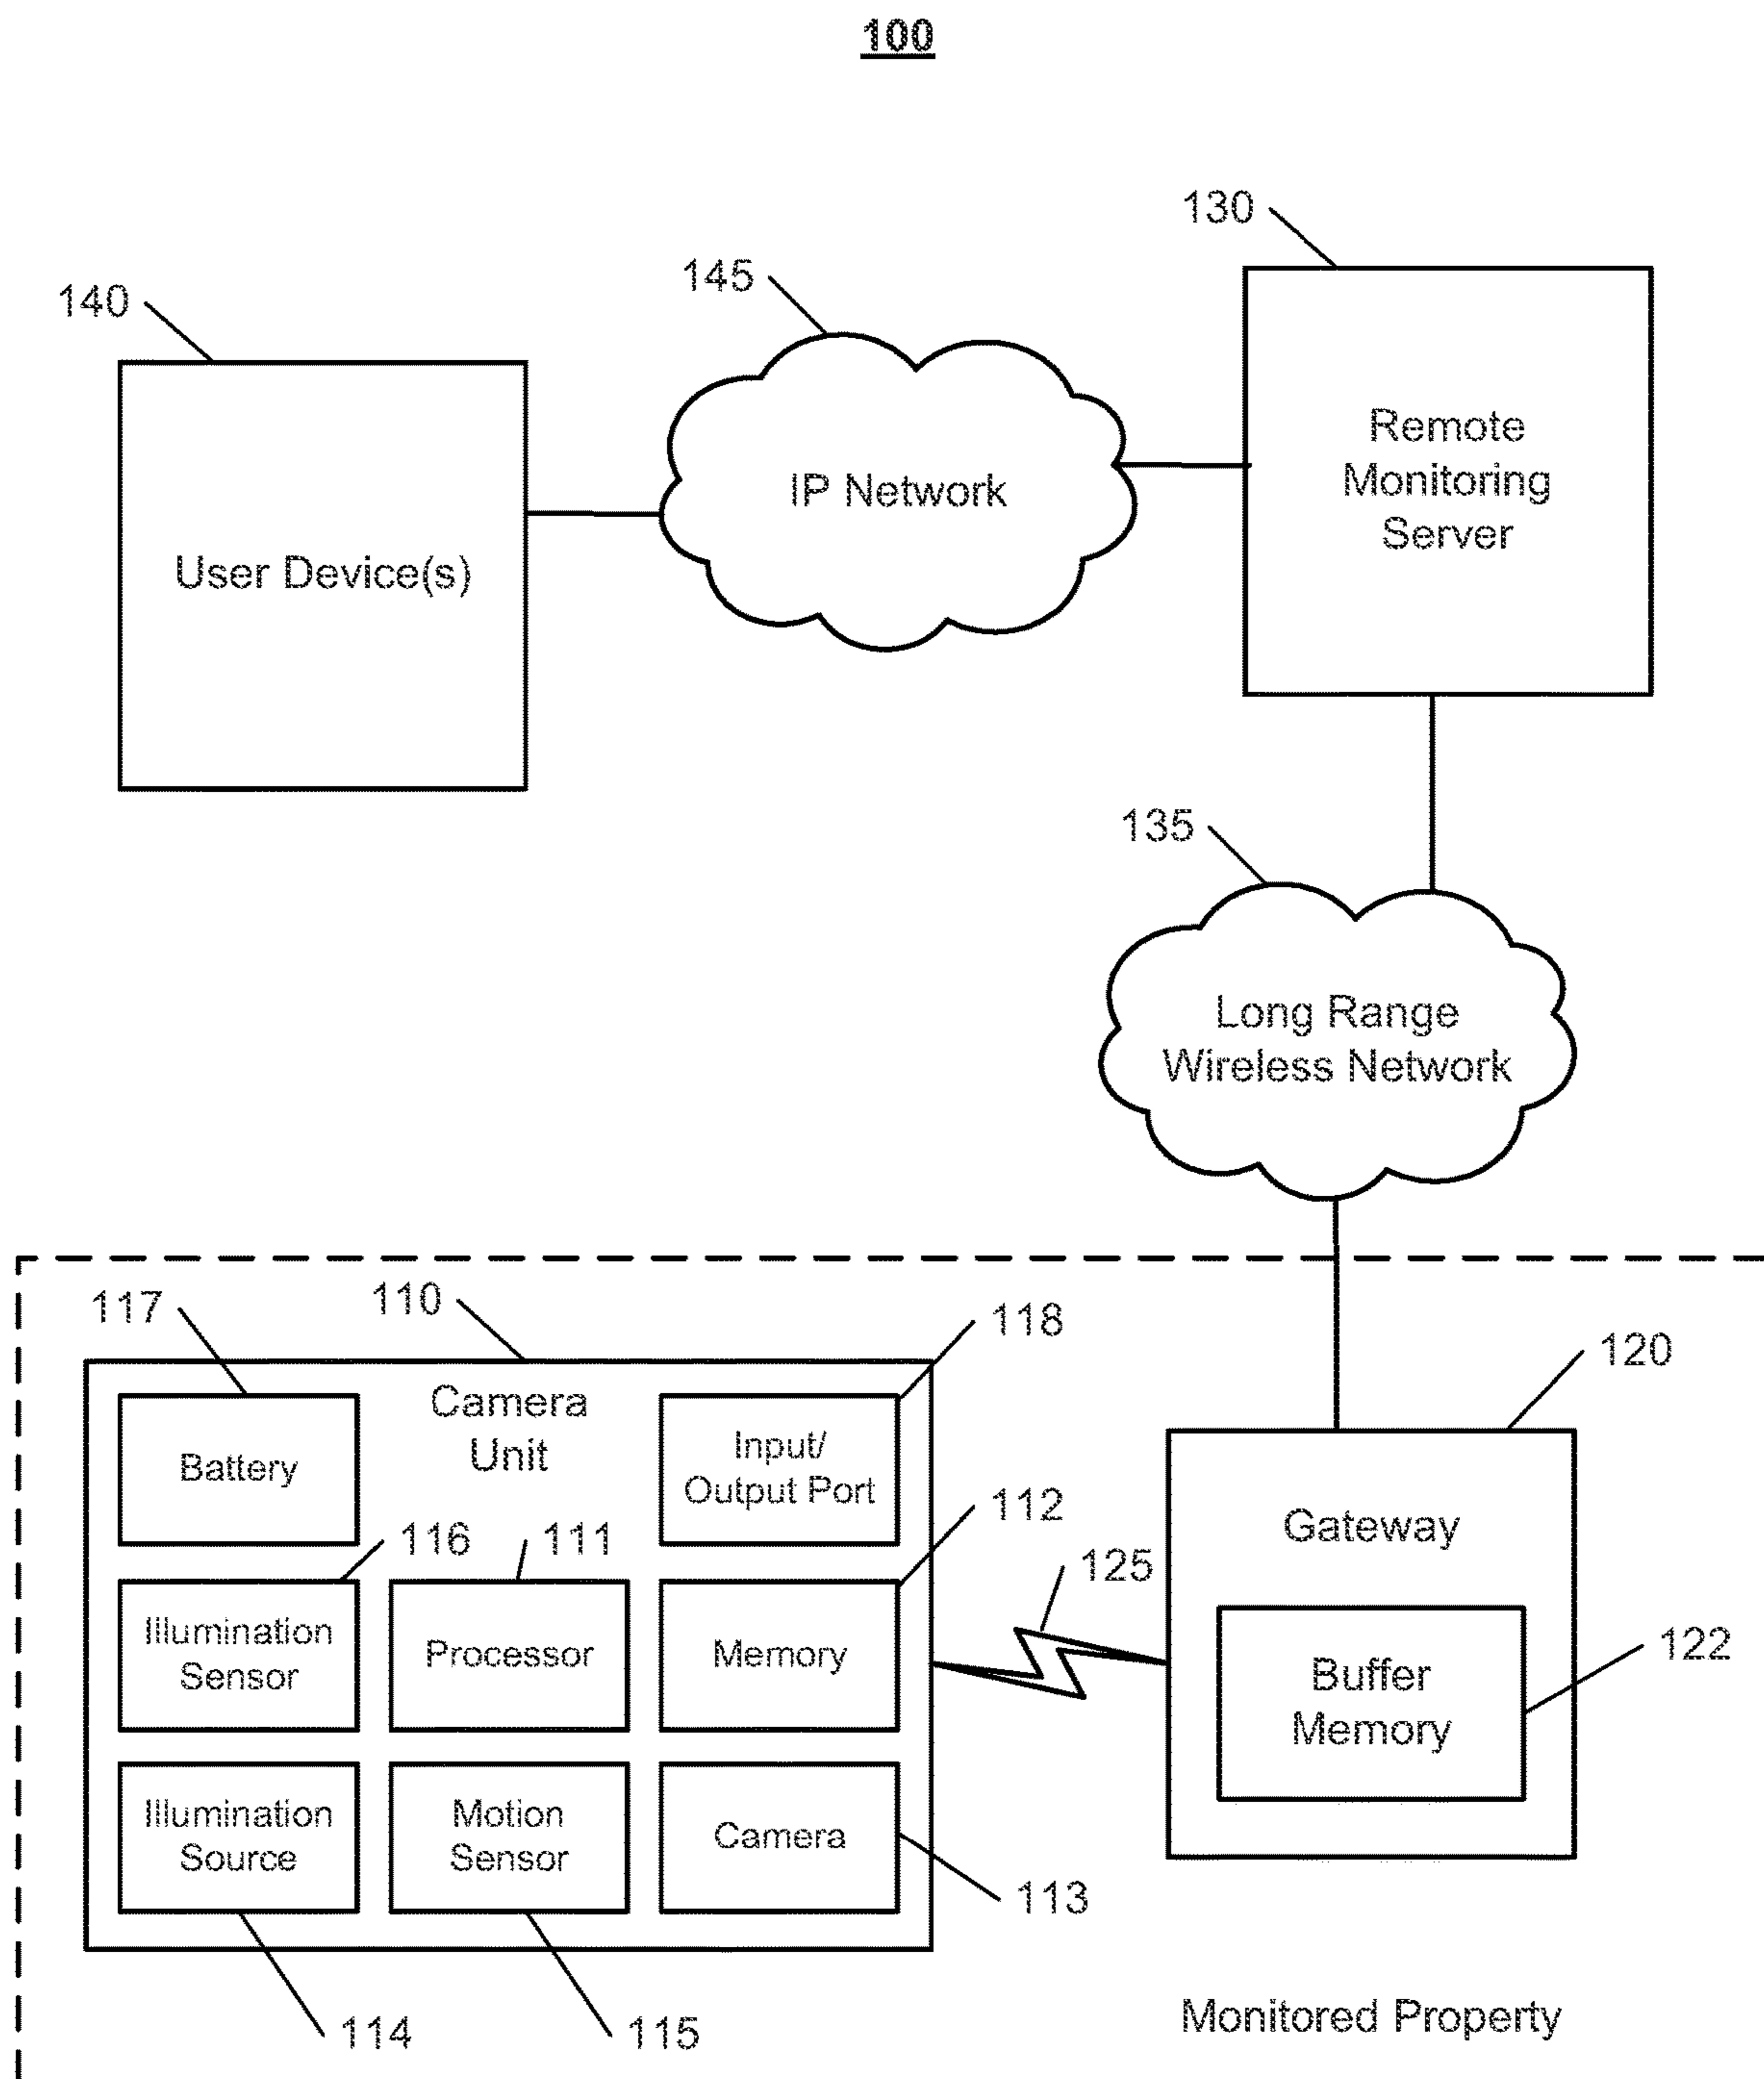 100
130
145
140
Remote
Monitoring
Server
IP Network
User Device(s)
135
Long Range
Wireless Network
117
110
118
120
Camera
Unit
Battery
Input/
Output Port
112
Gateway
116
111
125
Illumination
Sensor
Processor
Memory
122
Buffer
Memory
Illumination
Source
Motion
Sensor
Camera
113
114
115
Monitored Property